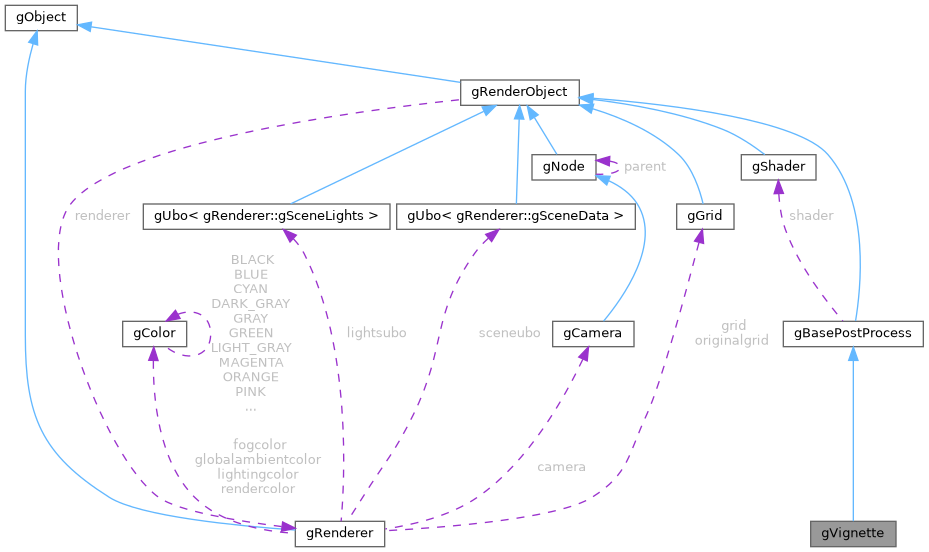 gObject
gRenderObject
gNode
parent
gShader
renderer
gUbo< gRenderer::gSceneLights >
gUbo< gRenderer::gSceneData >
gGrid
shader
BLACK
BLUE
CYAN
DARK_GRAY
GRAY
GREEN
LIGHT_GRAY
MAGENTA
ORANGE
PINK
...
gColor
lightsubo
sceneubo
gCamera
grid
originalgrid
gBasePostProcess
fogcolor
globalambientcolor
lightingcolor
rendercolor
camera
gRenderer
gVignette